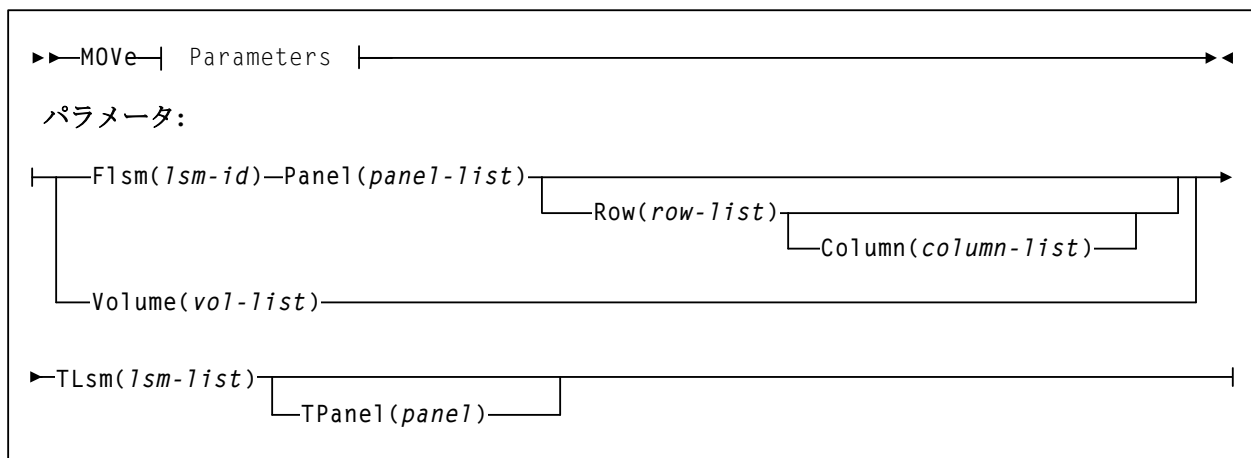 MOVe Parameters
パラメータ:
Flsm(lsm-id) Panel(panel-list)
Row(row-list)
Column(column-list)
Volume(vol-list)
TLsm(lsm-list)
TPanel(panel)